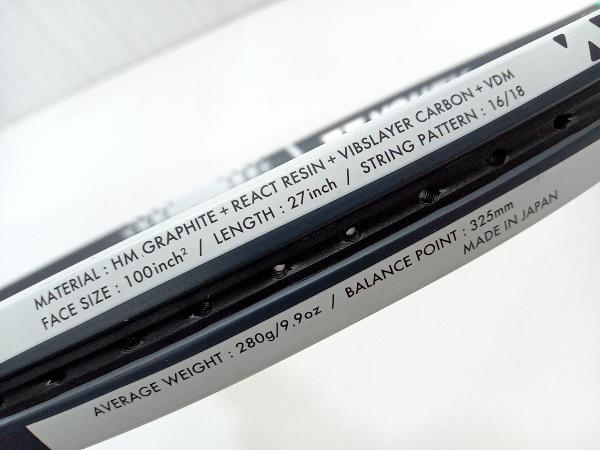 MATERIAL : HM GRAPHITE + REACT RESIN + VIBSLAYER CARBON + VDM
FACE SIZE : 100inch² / LENGTH : 27inch / STRING PATTERN : 16/18
AVERAGE WEIGHT : 280g/9.9oz / BALANCE POINT : 325mm
MADE IN JAPAN